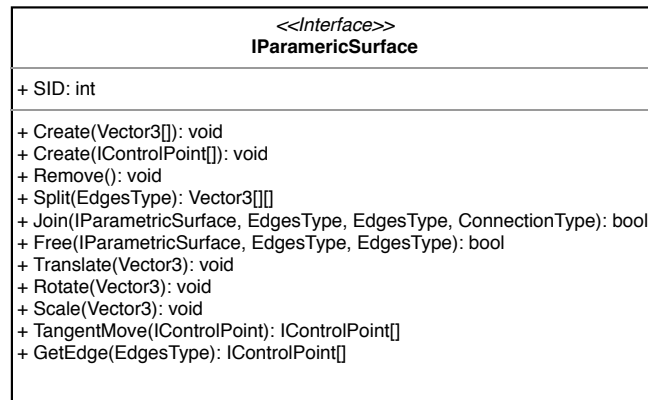 <<Interface>>
IParamericSurface
+ SID: int
+ Create(Vector3[]): void
+ Create(IControlPoint[]): void
+ Remove(): void
+ Split(EdgesType): Vector3[][]
+ Join(IParametricSurface, EdgesType, EdgesType, ConnectionType): bool
+ Free(IParametricSurface, EdgesType, EdgesType): bool
+ Translate(Vector3): void
+ Rotate(Vector3): void
+ Scale(Vector3): void
+ TangentMove(IControlPoint): IControlPoint[]
+ GetEdge(EdgesType): IControlPoint[]